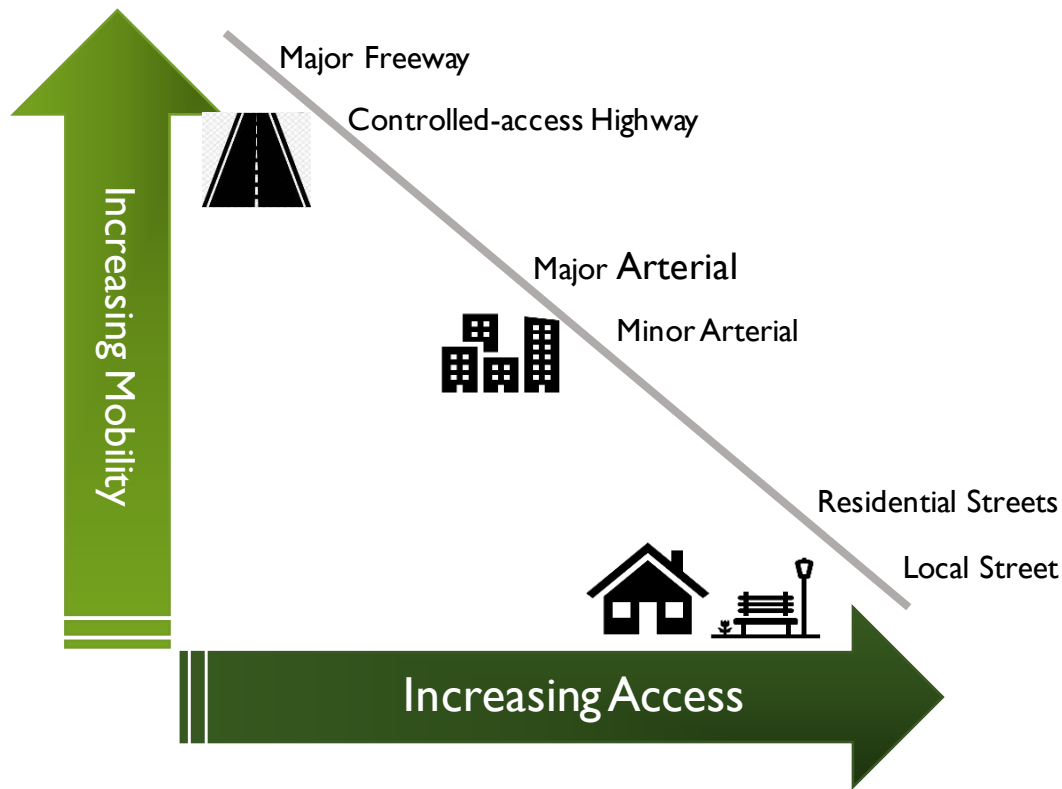 Major Freeway
Controlled-access Highway
Increasing Mobility
Major Arterial
Minor Arterial
Residential Streets
Local Street
Increasing Access